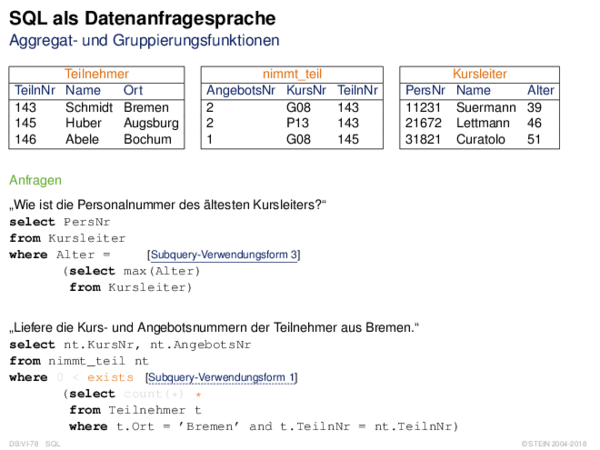 SQL als Datenanfragesprache
Aggregat- und Gruppierungsfunktionen
Teilnehmer
TeilnNr Name Ort
143 Schmidt Bremen
145 Huber Augsburg
146 Abele Bochum
nimmt_teil
AngebotsNr KursNr TeilnNr
2 G08 143
2 P13 143
1 G08 145
Kursleiter
PersNr Name Alter
11231 Suermann 39
21672 Lettmann 46
31821 Curatolo 51
Anfragen
„Wie ist die Personalnummer des ältesten Kursleiters?“
select PersNr
from Kursleiter
where Alter = [Subquery-Verwendungsform 3]
(select max(Alter)
from Kursleiter)
„Liefere die Kurs- und Angebotsnummern der Teilnehmer aus Bremen.“
select nt.KursNr, nt.AngebotsNr
from nimmt_teil nt
where 0 < exists [Subquery-Verwendungsform 1]
(select count(*) *
from Teilnehmer t
where t.Ort = ’Bremen’ and t.TeilnNr = nt.TeilnNr)
DB:VI-78 SQL © STEIN 2004-2018